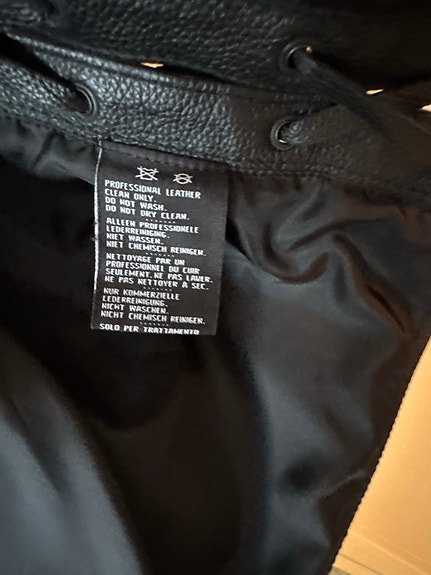 PROFESSIONAL LEATHER
CLEAN ONLY.
DO NOT WASH.
DO NOT DRY CLEAN.
ALLEEN PROFESSIONELE
LEDERREINIGING.
NIET WASSEN.
NIET CHEMISCH REINIGEN.
NETTOYAGE PAR UN
PROFESSIONNEL DU CUIR
SEULEMENT. NE PAS LAVER.
NE PAS NETTOYER A SEC.
NUR KOMMERZIELLE
LEDERREINIGUNG.
NICHT WASCHEN.
NICHT CHEMISCH REINIGEN.
SOLO PER TRATTAMENTO